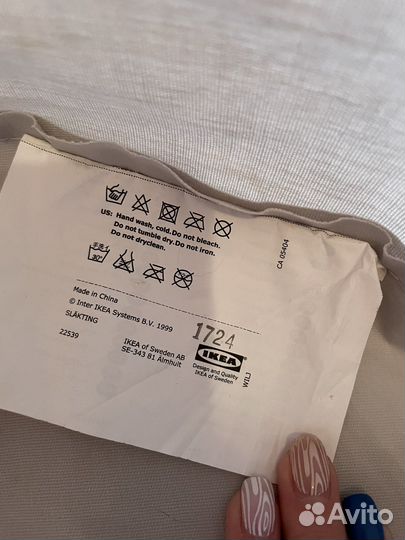 US: Hand wash, cold. Do not bleach.
Do not tumble dry. Do not iron.
Do not dryclean.
CA 05404
Made in China
© Inter IKEA Systems B.V. 1999
SLÄKTING
22539
IKEA of Sweden AB
SE-343 81 Älmhult
1724
IKEA
Design and Quality
IKEA of Sweden
WILJ
Avito